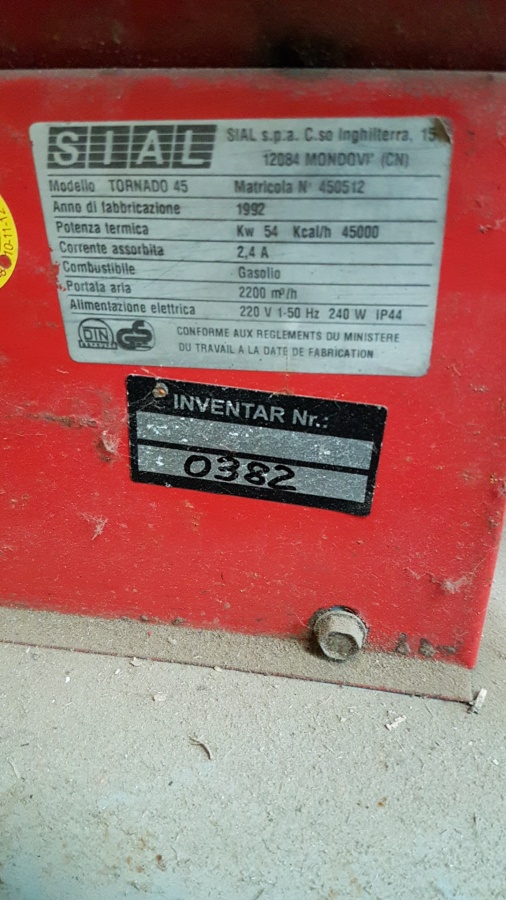 SIAL
SIAL s.p.a. C.so Inghilterra, 15
12084 MONDOVI' (CN)
Modello TORNADO 45 Matricola N° 450512
Anno di fabbricazione 1992
Potenza termica Kw 54 Kcal/h 45000
Corrente assorbita 2,4 A
Combustibile Gasolio
Portata aria 2200 m³/h
Alimentazione elettrica 220 V 1-50 Hz 240 W IP44
DIN GS
CONFORME AUX REGLEMENTS DU MINISTERE
DU TRAVAIL A LA DATE DE FABRICATION
INVENTAR Nr.:
0382